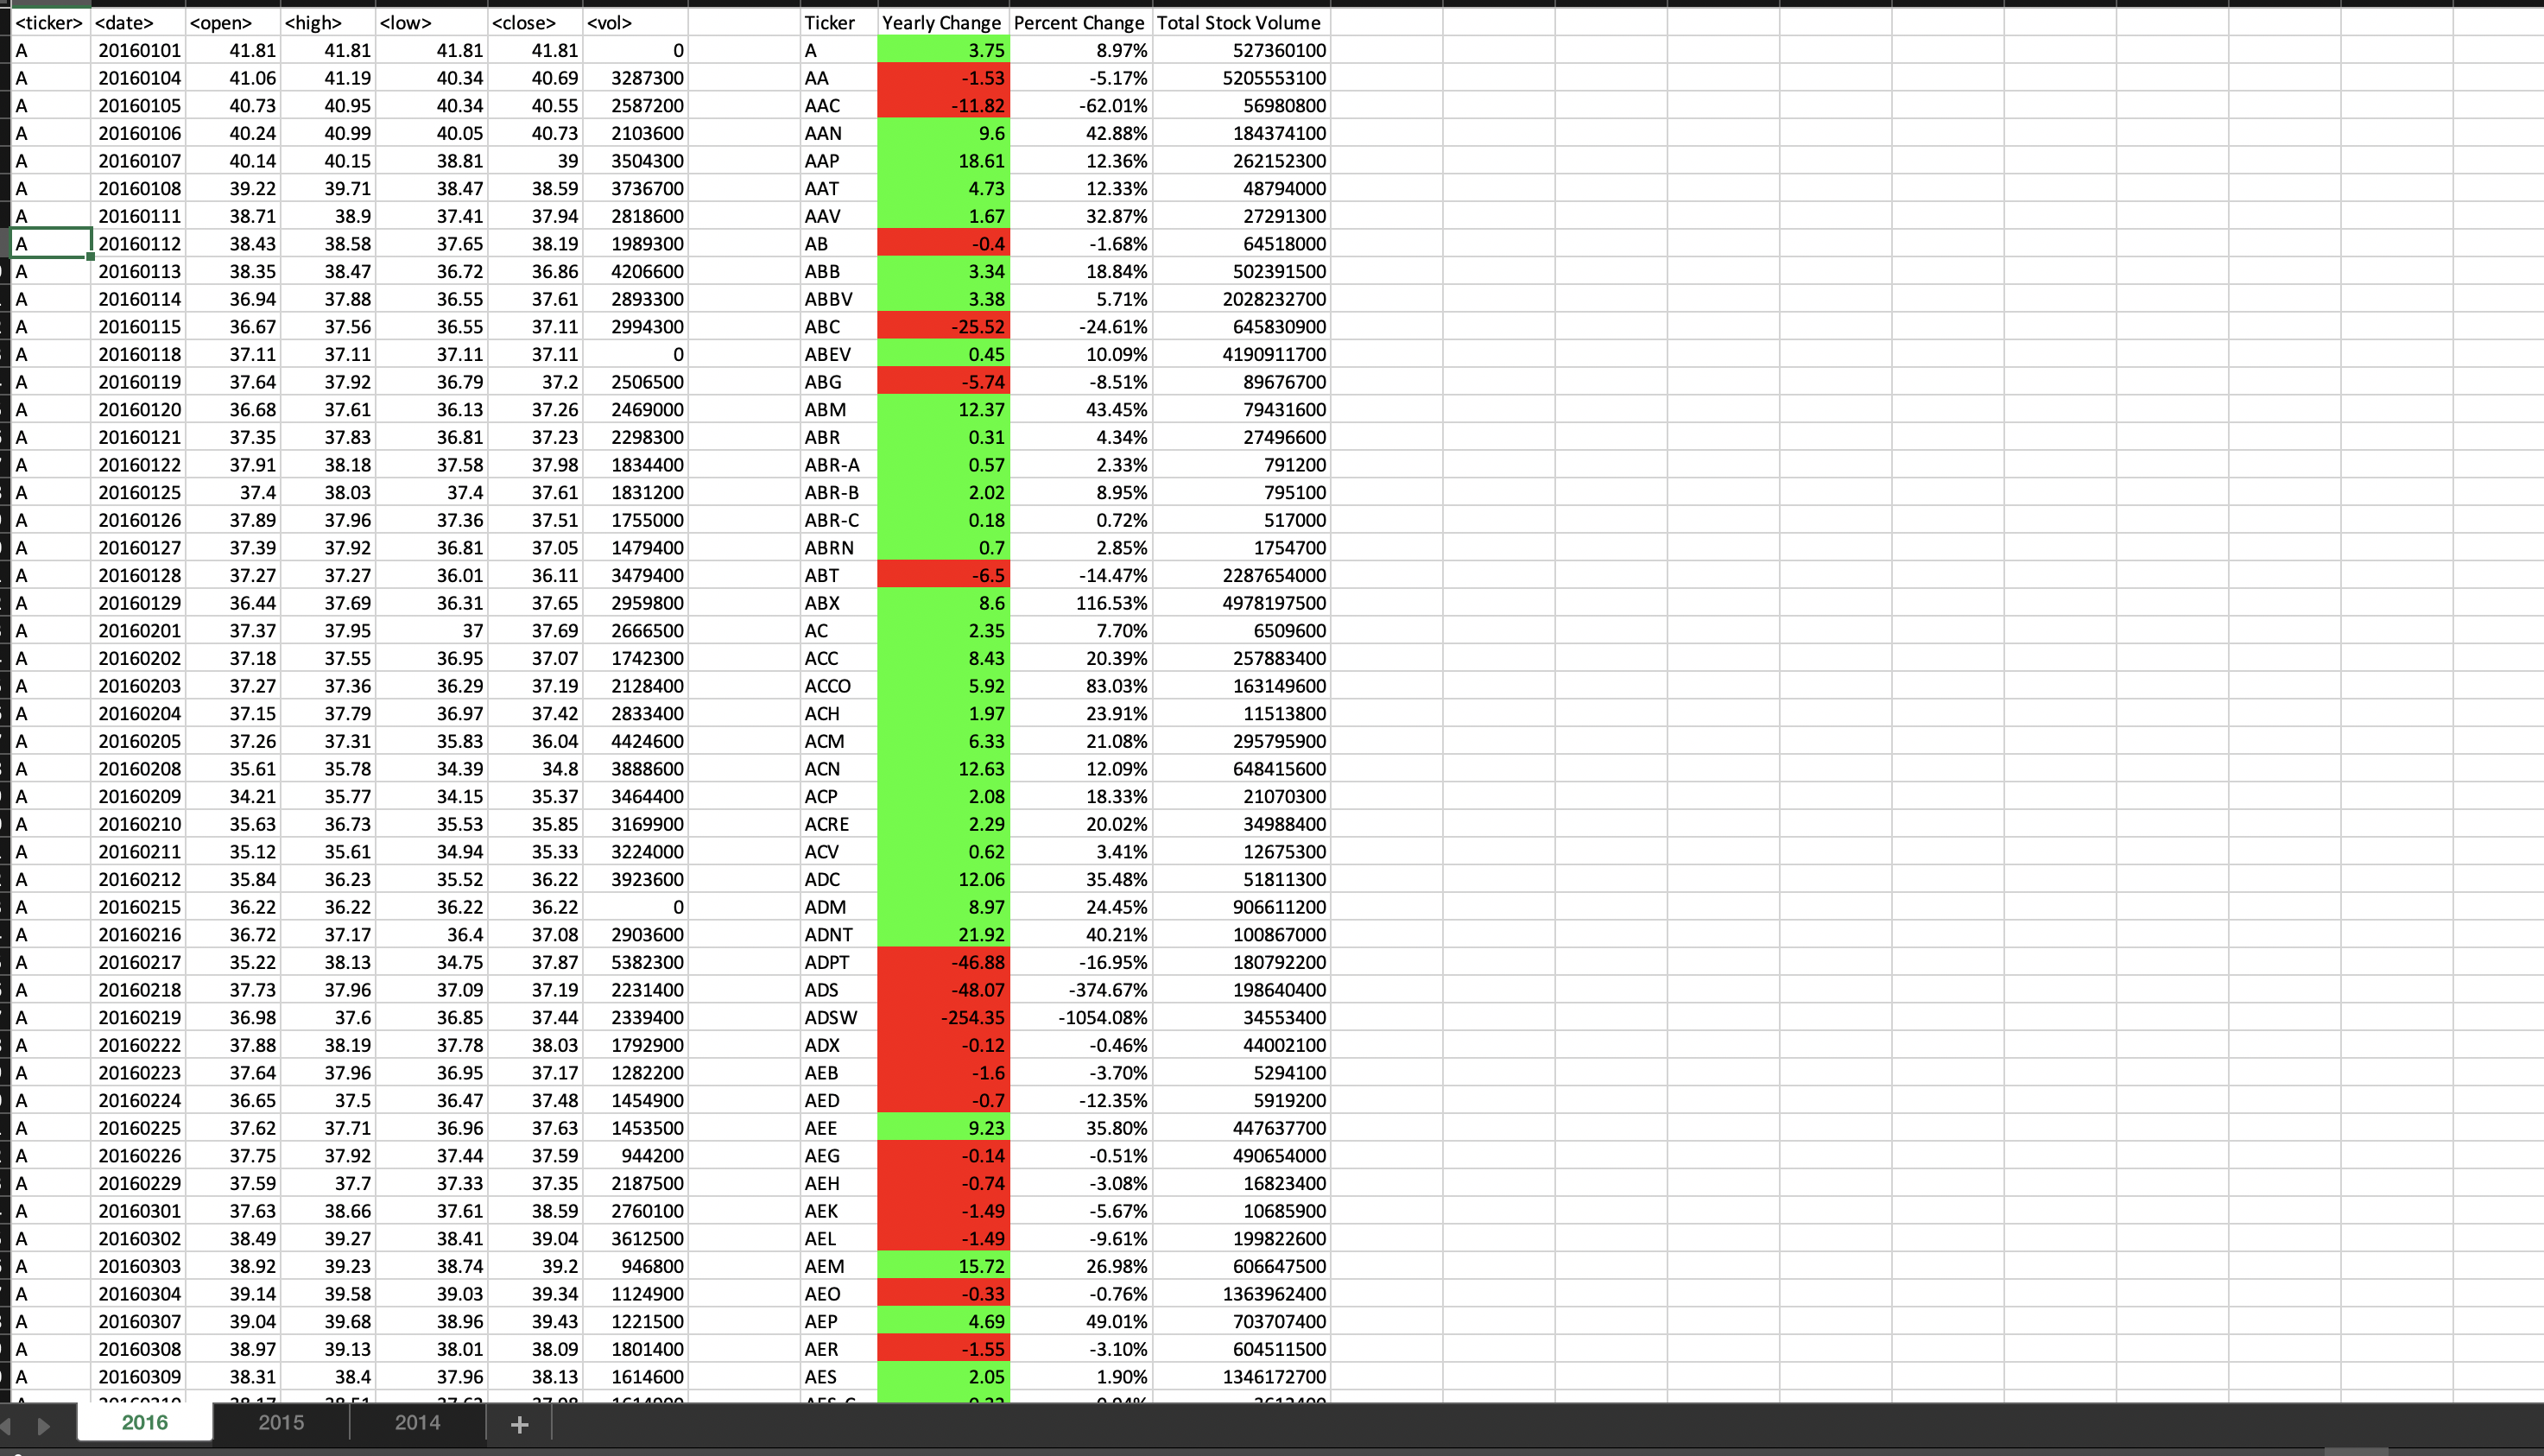 <ticker> <date> <open> <high> <low> <close> <vol> Ticker Yearly Change Percent Change Total Stock Volume
A 20160101 41.81 41.81 41.81 41.81 0 A 3.75 8.97% 527360100
A 20160104 41.06 41.19 40.34 40.69 3287300 AA -1.53 -5.17% 5205553100
A 20160105 40.73 40.95 40.34 40.55 2587200 AAC -11.82 -62.01% 56980800
A 20160106 40.24 40.99 40.05 40.73 2103600 AAN 9.6 42.88% 184374100
A 20160107 40.14 40.15 38.81 39 3504300 AAP 18.61 12.36% 262152300
A 20160108 39.22 39.71 38.47 38.59 3736700 AAT 4.73 12.33% 48794000
A 20160111 38.71 38.9 37.41 37.94 2818600 AAV 1.67 32.87% 27291300
A 20160112 38.43 38.58 37.65 38.19 1989300 AB -0.4 -1.68% 64518000
A 20160113 38.35 38.47 36.72 36.86 4206600 ABB 3.34 18.84% 502391500
A 20160114 36.94 37.88 36.55 37.61 2893300 ABBV 3.38 5.71% 2028232700
A 20160115 36.67 37.56 36.55 37.11 2994300 ABC -25.52 -24.61% 645830900
A 20160118 37.11 37.11 37.11 37.11 0 ABEV 0.45 10.09% 4190911700
A 20160119 37.64 37.92 36.79 37.2 2506500 ABG -5.74 -8.51% 89676700
A 20160120 36.68 37.61 36.13 37.26 2469000 ABM 12.37 43.45% 79431600
A 20160121 37.35 37.83 36.81 37.23 2298300 ABR 0.31 4.34% 27496600
A 20160122 37.91 38.18 37.58 37.98 1834400 ABR-A 0.57 2.33% 791200
A 20160125 37.4 38.03 37.4 37.61 1831200 ABR-B 2.02 8.95% 795100
A 20160126 37.89 37.96 37.36 37.51 1755000 ABR-C 0.18 0.72% 517000
A 20160127 37.39 37.92 36.81 37.05 1479400 ABRN 0.7 2.85% 1754700
A 20160128 37.27 37.27 36.01 36.11 3479400 ABT -6.5 -14.47% 2287654000
A 20160129 36.44 37.69 36.31 37.65 2959800 ABX 8.6 116.53% 4978197500
A 20160201 37.37 37.95 37 37.69 2666500 AC 2.35 7.70% 6509600
A 20160202 37.18 37.55 36.95 37.07 1742300 ACC 8.43 20.39% 257883400
A 20160203 37.27 37.36 36.29 37.19 2128400 ACCO 5.92 83.03% 163149600
A 20160204 37.15 37.79 36.97 37.42 2833400 ACH 1.97 23.91% 11513800
A 20160205 37.26 37.31 35.83 36.04 4424600 ACM 6.33 21.08% 295795900
A 20160208 35.61 35.78 34.39 34.8 3888600 ACN 12.63 12.09% 648415600
A 20160209 34.21 35.77 34.15 35.37 3464400 ACP 2.08 18.33% 21070300
A 20160210 35.63 36.73 35.53 35.85 3169900 ACRE 2.29 20.02% 34988400
A 20160211 35.12 35.61 34.94 35.33 3224000 ACV 0.62 3.41% 12675300
A 20160212 35.84 36.23 35.52 36.22 3923600 ADC 12.06 35.48% 51811300
A 20160215 36.22 36.22 36.22 36.22 0 ADM 8.97 24.45% 906611200
A 20160216 36.72 37.17 36.4 37.08 2903600 ADNT 21.92 40.21% 100867000
A 20160217 35.22 38.13 34.75 37.87 5382300 ADPT -46.88 -16.95% 180792200
A 20160218 37.73 37.96 37.09 37.19 2231400 ADS -48.07 -374.67% 198640400
A 20160219 36.98 37.6 36.85 37.44 2339400 ADSW -254.35 -1054.08% 34553400
A 20160222 37.88 38.19 37.78 38.03 1792900 ADX -0.12 -0.46% 44002100
A 20160223 37.64 37.96 36.95 37.17 1282200 AEB -1.6 -3.70% 5294100
A 20160224 36.65 37.5 36.47 37.48 1454900 AED -0.7 -12.35% 5919200
A 20160225 37.62 37.71 36.96 37.63 1453500 AEE 9.23 35.80% 447637700
A 20160226 37.75 37.92 37.44 37.59 944200 AEG -0.14 -0.51% 490654000
A 20160229 37.59 37.7 37.33 37.35 2187500 AEH -0.74 -3.08% 16823400
A 20160301 37.63 38.66 37.61 38.59 2760100 AEK -1.49 -5.67% 10685900
A 20160302 38.49 39.27 38.41 39.04 3612500 AEL -1.49 -9.61% 199822600
A 20160303 38.92 39.23 38.74 39.2 946800 AEM 15.72 26.98% 606647500
A 20160304 39.14 39.58 39.03 39.34 1124900 AEO -0.33 -0.76% 1363962400
A 20160307 39.04 39.68 38.96 39.43 1221500 AEP 4.69 49.01% 703707400
A 20160308 38.97 39.13 38.01 38.09 1801400 AER -1.55 -3.10% 604511500
A 20160309 38.31 38.4 37.96 38.13 1614600 AES 2.05 1.90% 1346172700
2016 2015 2014 +